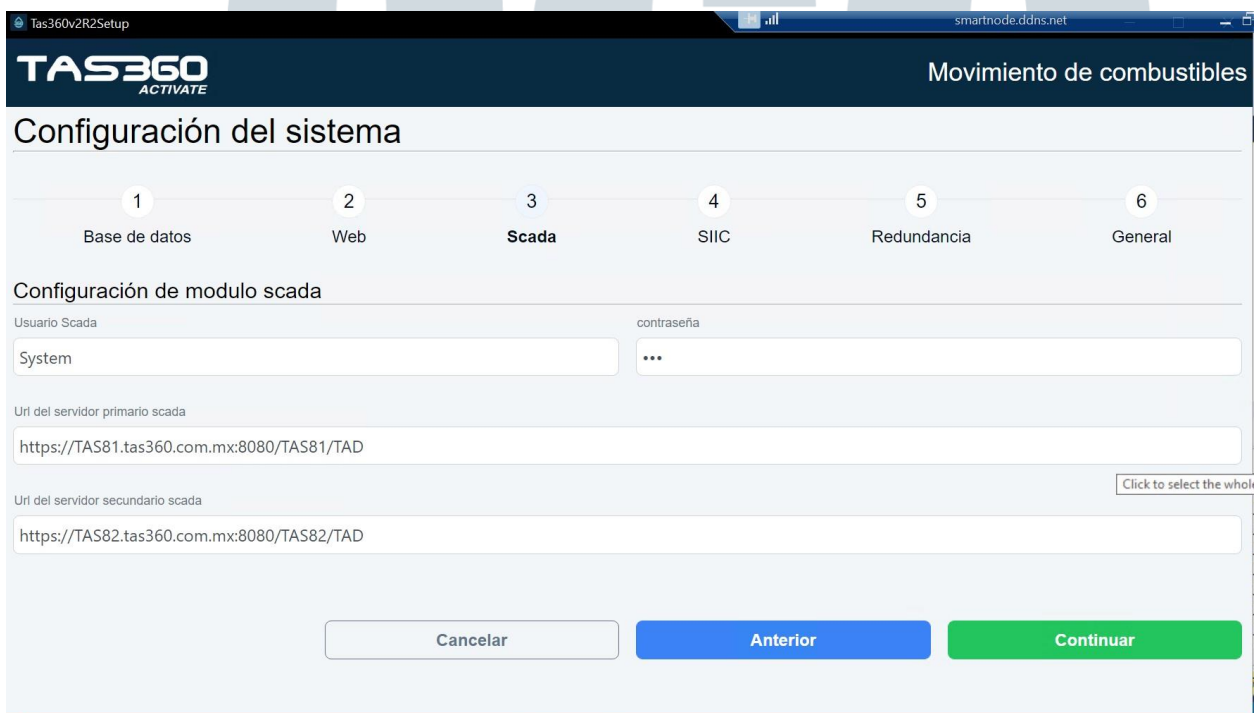 Tas360v2R2Setup
smartnode.ddns.net
TAS360
ACTIVATE
Movimiento de combustibles
Configuración del sistema
1 2 3 4 5 6
Base de datos Web Scada SIIC Redundancia General
Configuración de modulo scada
Usuario Scada contraseña
System •••
Url del servidor primario scada
https://TAS81.tas360.com.mx:8080/TAS81/TAD
Click to select the whole
Url del servidor secundario scada
https://TAS82.tas360.com.mx:8080/TAS82/TAD
Cancelar Anterior Continuar